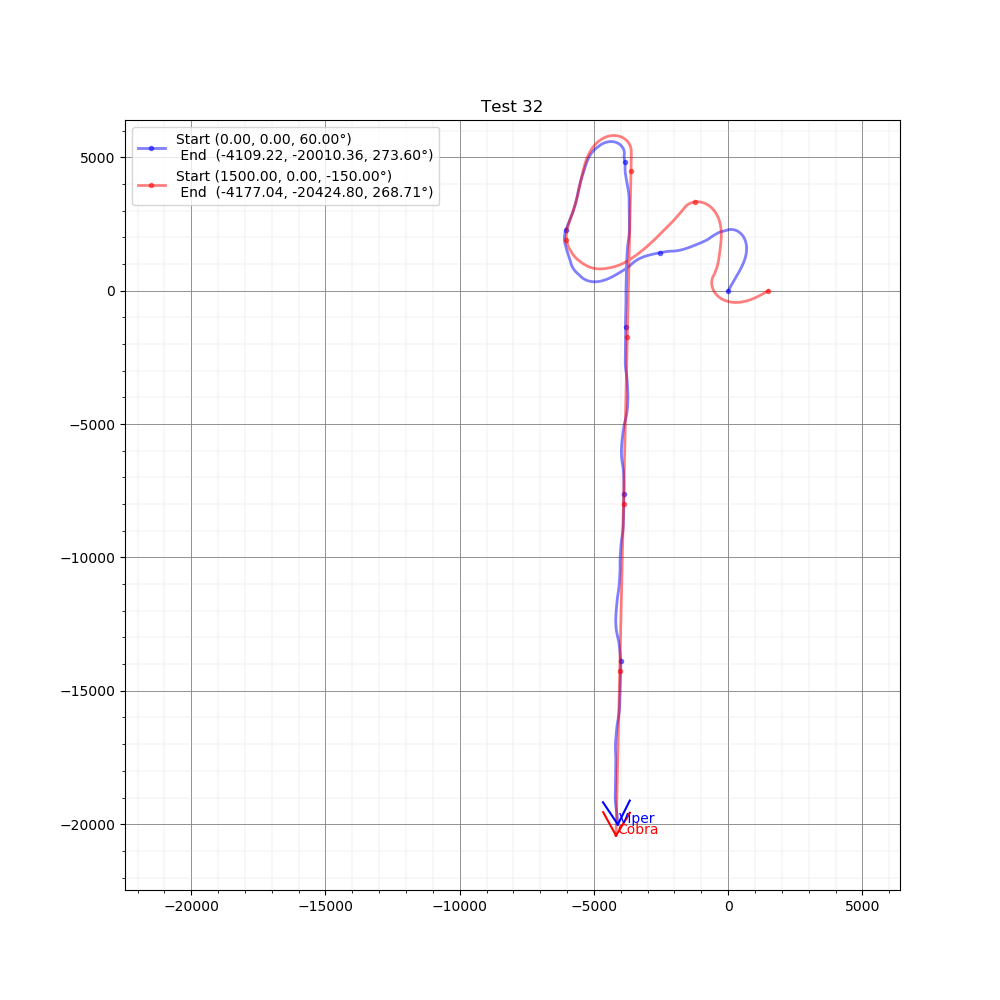 Test 32
Start (0.00, 0.00, 60.00°)
End (-4109.22, -20010.36, 273.60°)
Start (1500.00, 0.00, -150.00°)
End (-4177.04, -20424.80, 268.71°)
5000
0
−5000
−10000
−15000
−20000
Viper
Cobra
−20000 −15000 −10000 −5000 0 5000